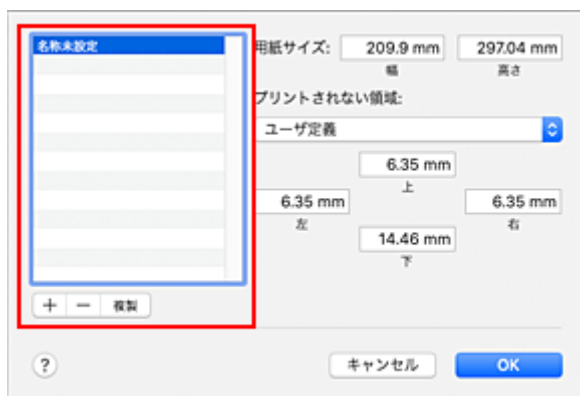 名称未設定
用紙サイズ: 209.9 mm 297.04 mm
幅 高さ
プリントされない領域:
ユーザ定義
6.35 mm
上
6.35 mm 6.35 mm
左 右
14.46 mm
下
+ − 複製
? キャンセル OK